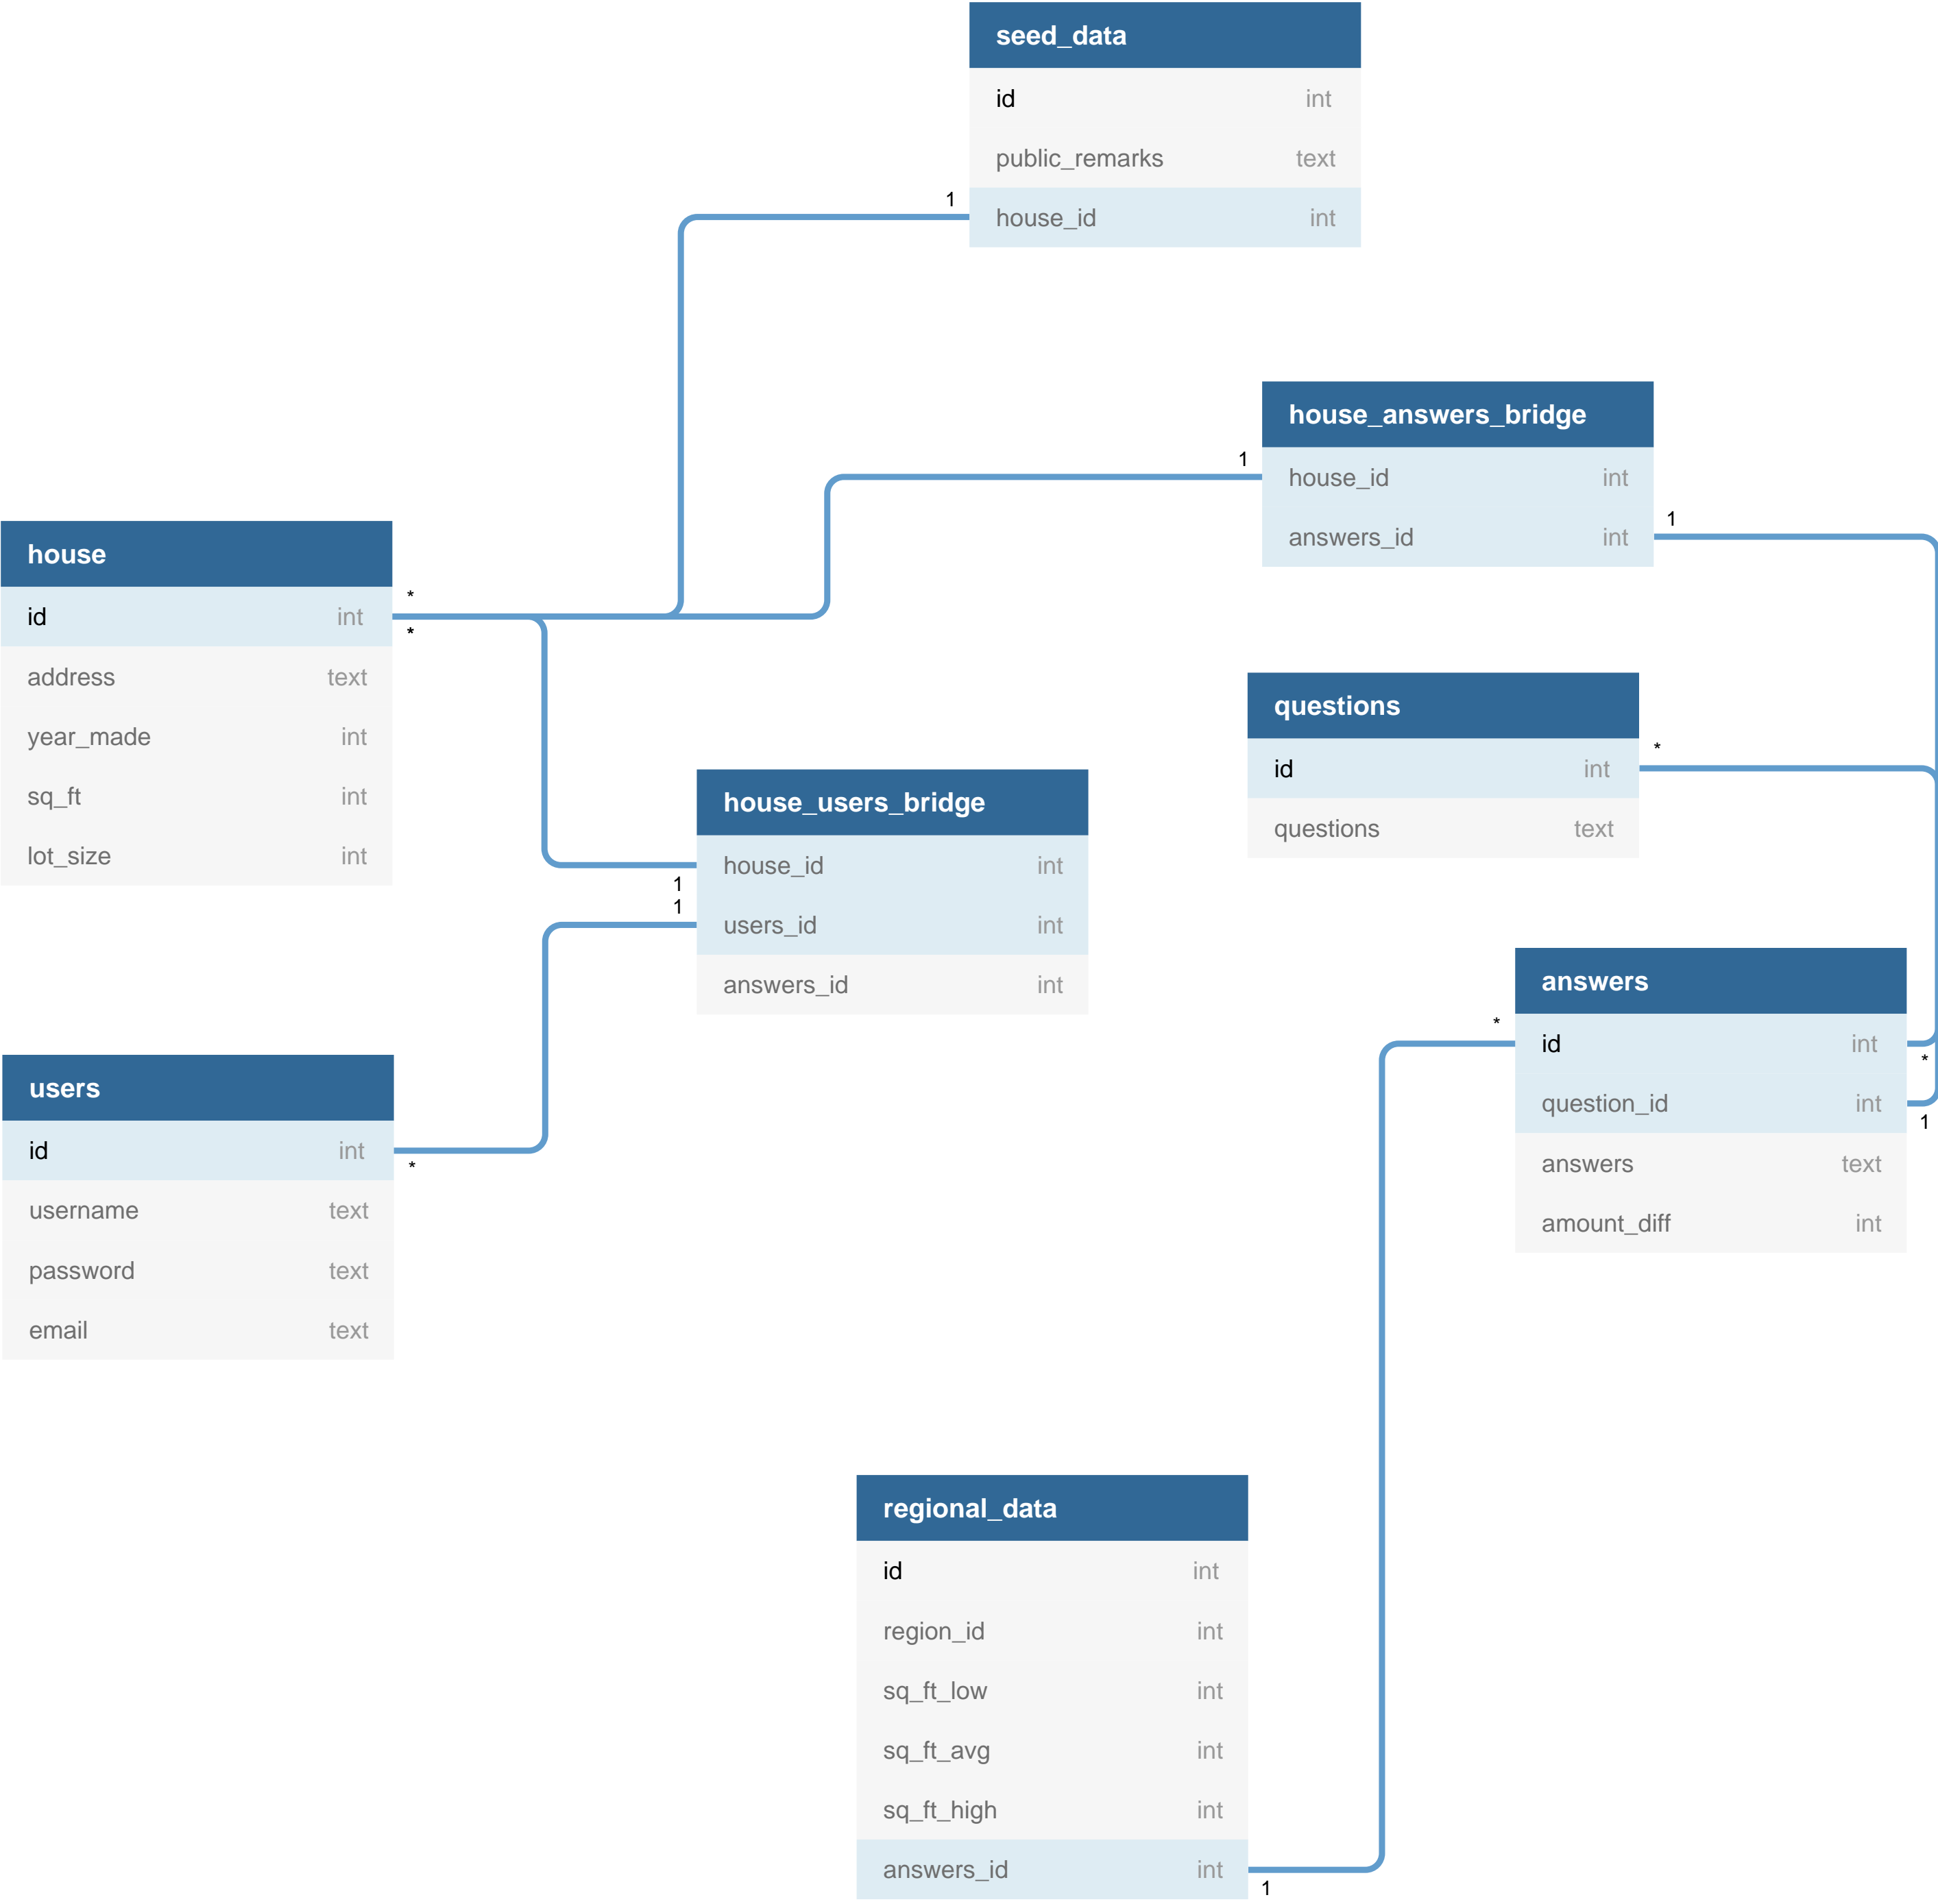 seed_data
id int
public_remarks text
1
house_id int
house_answers_bridge
1
house_id int
1
answers_id int
house
*
id int
*
address text
year_made int
sq_ft int
lot_size int
questions
*
id int
questions text
house_users_bridge
house_id int
1
1
users_id int
answers_id int
answers
*
id int
*
question_id int
1
answers text
amount_diff int
users
id int
*
username text
password text
email text
regional_data
id int
region_id int
sq_ft_low int
sq_ft_avg int
sq_ft_high int
answers_id int
1